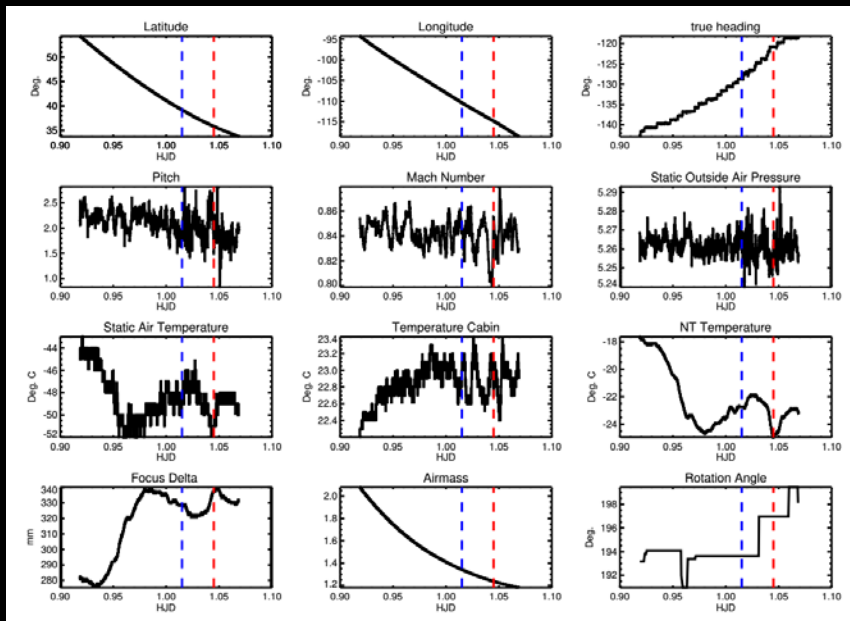 Latitude
Deg.
50
45
40
35
0.90 0.95 1.00 1.05 1.10
HJD
Longitude
Deg.
-95
-100
-105
-110
-115
0.90 0.95 1.00 1.05 1.10
HJD
true heading
Deg.
-120
-125
-130
-135
-140
0.90 0.95 1.00 1.05 1.10
HJD
Pitch
2.5
2.0
1.5
1.0
0.90 0.95 1.00 1.05 1.10
HJD
Mach Number
0.86
0.84
0.82
0.80
0.90 0.95 1.00 1.05 1.10
HJD
Static Outside Air Pressure
5.29
5.28
5.27
5.26
5.25
5.24
0.90 0.95 1.00 1.05 1.10
HJD
Static Air Temperature
Deg. C
-44
-46
-48
-50
-52
0.90 0.95 1.00 1.05 1.10
HJD
Temperature Cabin
Deg. C
23.4
23.2
23.0
22.8
22.6
22.4
0.90 0.95 1.00 1.05 1.10
HJD
NT Temperature
Deg. C
-18
-20
-22
-24
0.90 0.95 1.00 1.05 1.10
HJD
Focus Delta
mm
340
330
320
310
300
290
280
0.90 0.95 1.00 1.05 1.10
HJD
Airmass
2.0
1.8
1.6
1.4
1.2
0.90 0.95 1.00 1.05 1.10
HJD
Rotation Angle
Deg.
198
196
194
192
0.90 0.95 1.00 1.05 1.10
HJD